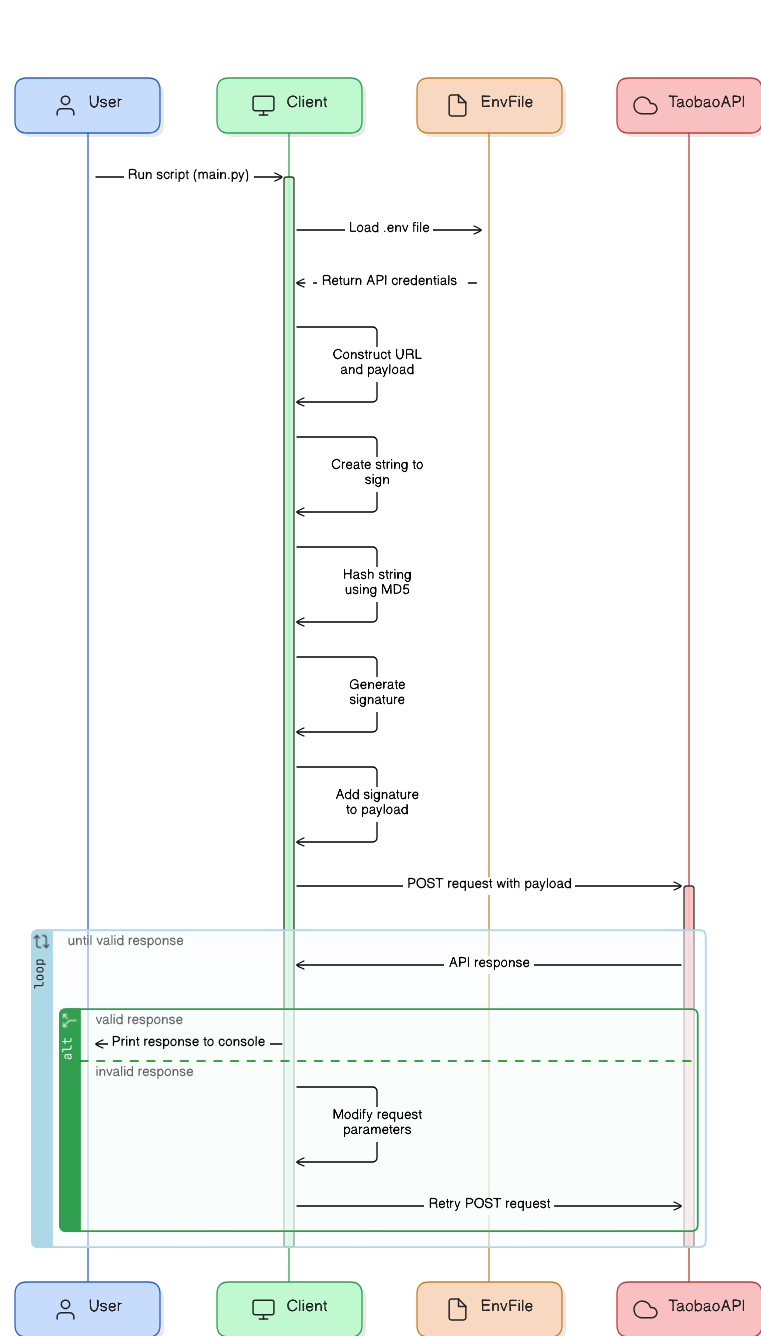 User
Client
EnvFile
TaobaoAPI
Run script (main.py)
Load .env file
Return API credentials
Construct URL
and payload
Create string to
sign
Hash string
using MD5
Generate
signature
Add signature
to payload
POST request with payload
loop
until valid response
API response
alt
valid response
Print response to console
invalid response
Modify request
parameters
Retry POST request
User
Client
EnvFile
TaobaoAPI